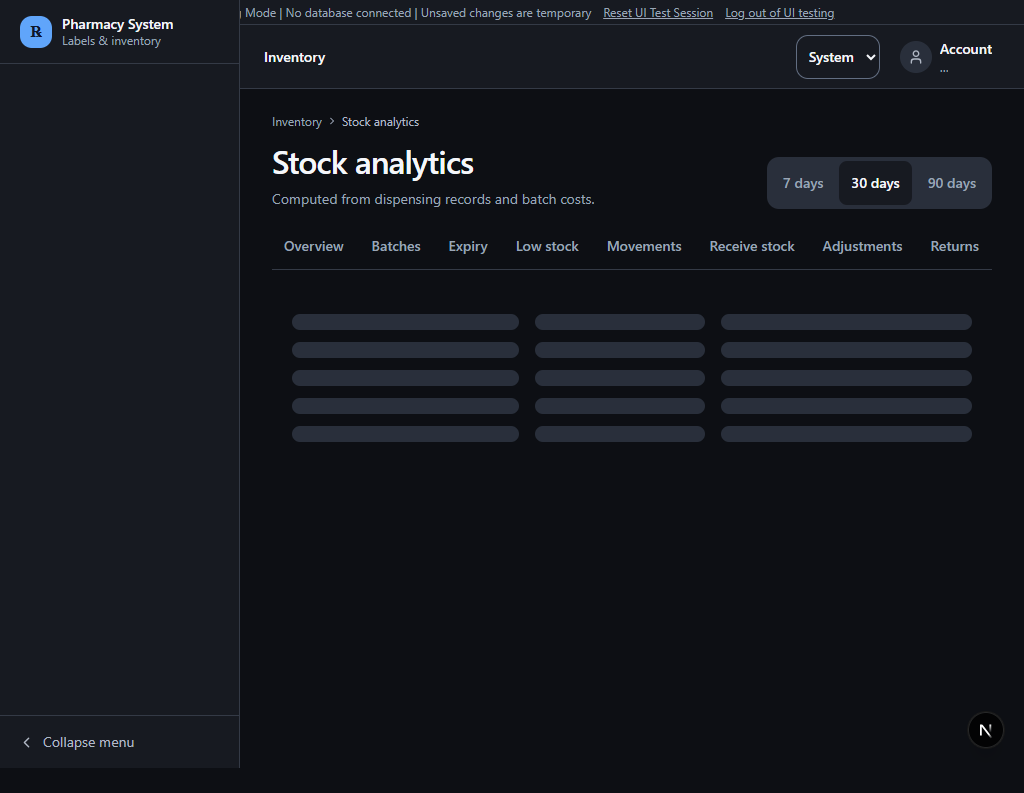 ℞
Pharmacy System
Labels & inventory
Mode | No database connected | Unsaved changes are temporary Reset UI Test Session Log out of UI testing
Inventory
System
Account
...
Inventory > Stock analytics
Stock analytics
Computed from dispensing records and batch costs.
7 days 30 days 90 days
Overview Batches Expiry Low stock Movements Receive stock Adjustments Returns
Collapse menu
N